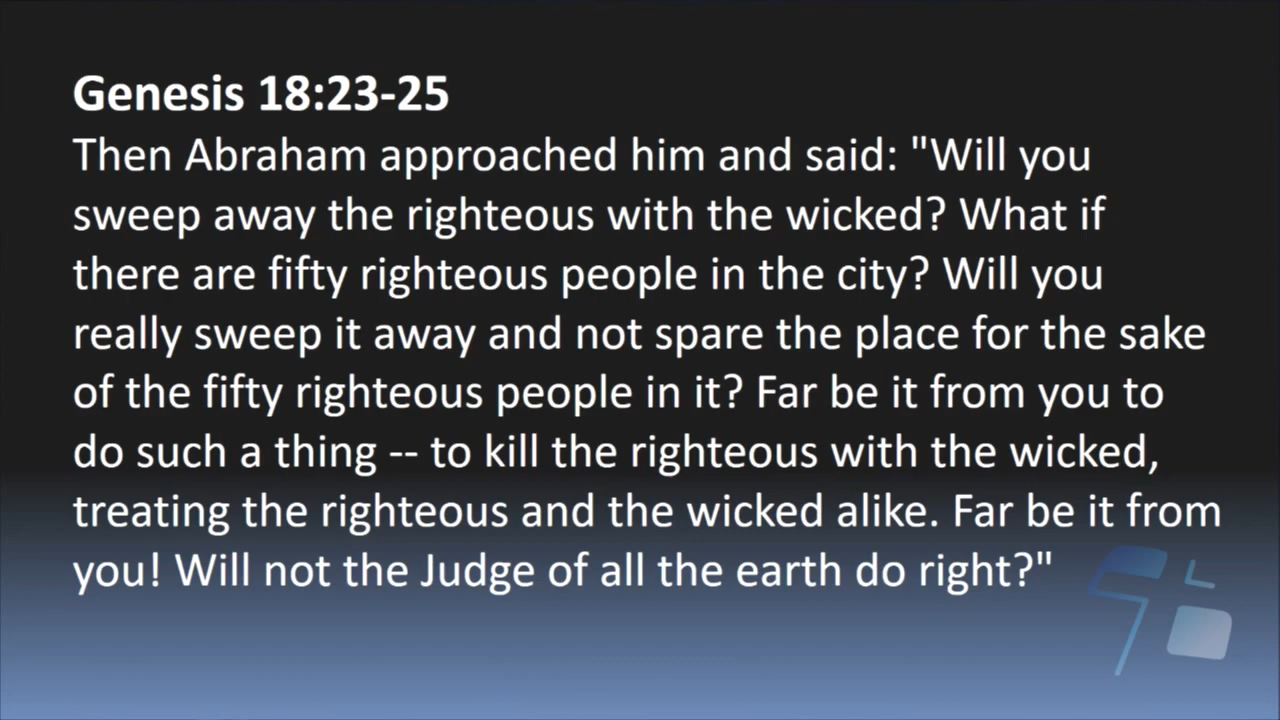 Genesis 18:23-25
Then Abraham approached him and said: "Will you
sweep away the righteous with the wicked? What if
there are fifty righteous people in the city? Will you
really sweep it away and not spare the place for the sake
of the fifty righteous people in it? Far be it from you to
do such a thing -- to kill the righteous with the wicked,
treating the righteous and the wicked alike. Far be it from
you! Will not the Judge of all the earth do right?"